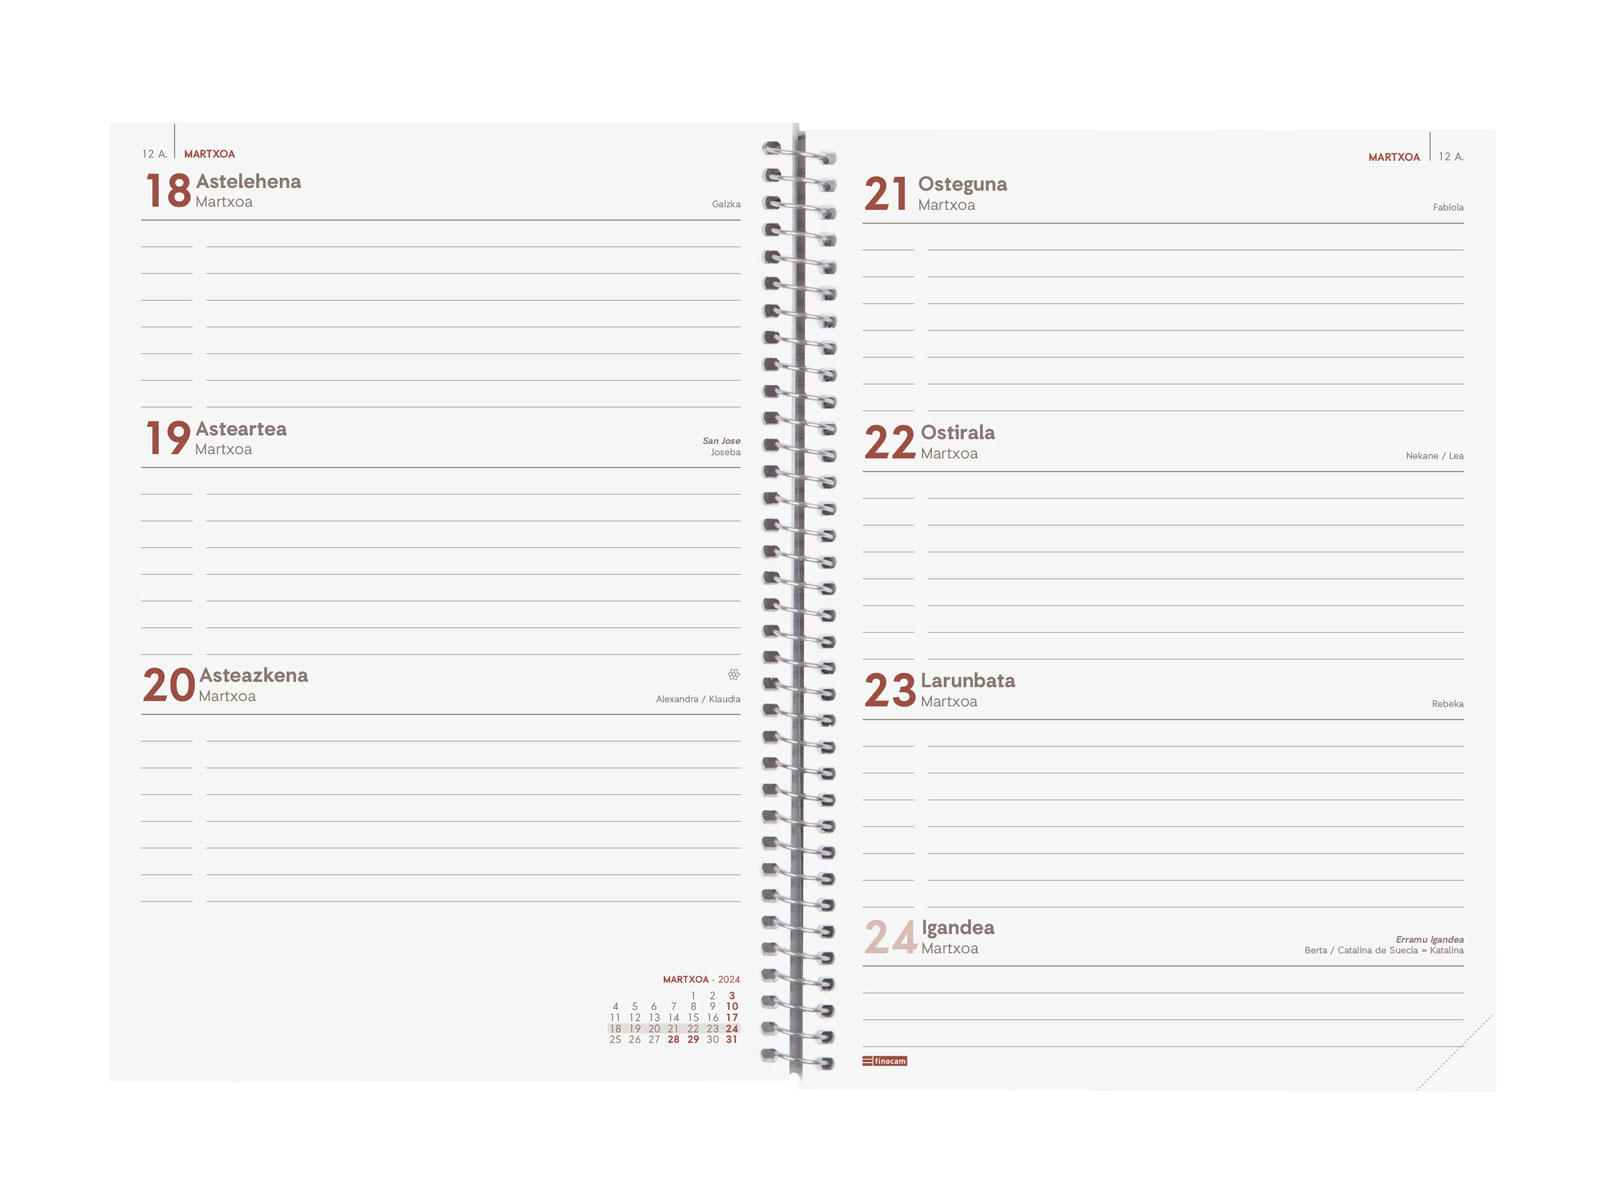 12 A. MARTXOA
18 Astelehena
Martxoa
Gaizka
19 Asteartea
Martxoa
San Jose
Joseba
20 Asteazkena
Martxoa
Alexandra / Klaudia
MARTXOA · 2024
1 2 3
4 5 6 7 8 9 10
11 12 13 14 15 16 17
18 19 20 21 22 23 24
25 26 27 28 29 30 31
MARTXOA 12 A.
21 Osteguna
Martxoa
Fabiola
22 Ostirala
Martxoa
Nekane / Lea
23 Larunbata
Martxoa
Rebeka
24 Igandea
Martxoa
Erramu Igandea
Berta / Catalina de Suecia = Katalina
finocam